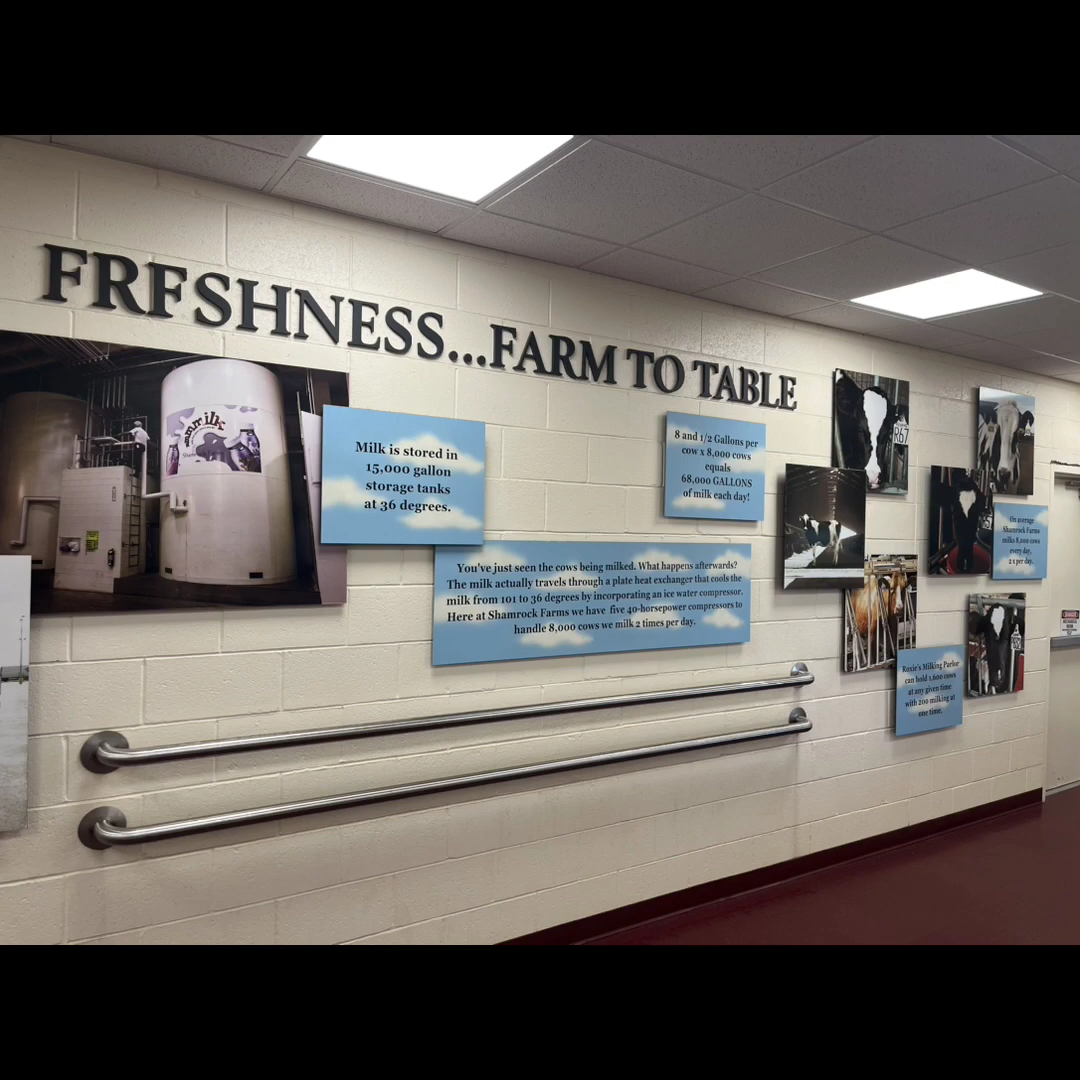 FRFSHNESS...FARM TO TABLE
mmmilk
Milk is stored in
15,000 gallon
storage tanks
at 36 degrees.
8 and 1/2 Gallons per
cow x 8,000 cows
equals
68,000 GALLONS
of milk each day!
You've just seen the cows being milked. What happens afterwards?
The milk actually travels through a plate heat exchanger that cools the
milk from 101 to 36 degrees by incorporating an ice water compressor.
Here at Shamrock Farms we have five 40-horsepower compressors to
handle 8,000 cows we milk 2 times per day.
R67
On average
Shamrock Farms
milks 8,000 cows
every day,
2 x per day.
Roxie's Milking Parlor
can hold 1,600 cows
at any given time
with 200 milking at
one time.